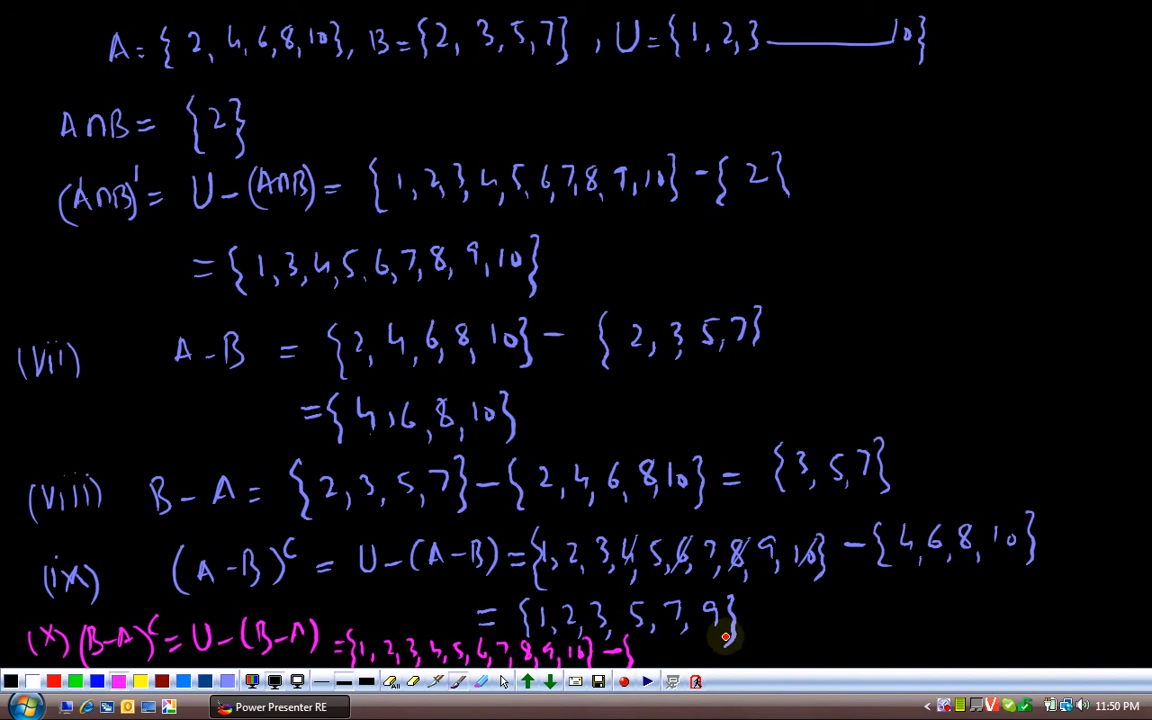 A = { 2, 4, 6, 8, 10}, B = {2, 3, 5, 7} , U = {1, 2, 3 ———— 10}
A∩B = {2}
(A∩B)' = U - (A∩B) = {1, 2, 3, 4, 5, 6, 7, 8, 9, 10} - { 2 }
= {1, 3, 4, 5, 6, 7, 8, 9, 10}
(vii) A - B = {2, 4, 6, 8, 10} - { 2, 3, 5, 7}
= {4, 6, 8, 10}
(viii) B - A = {2, 3, 5, 7} - {2, 4, 6, 8, 10} = {3, 5, 7}
(ix) (A - B)^c = U - (A - B) = {1, 2, 3, 4, 5, 6, 7, 8, 9, 10} - {4, 6, 8, 10}
= {1, 2, 3, 5, 7, 9}
(x) (B - A)^c = U - (B - A) = {1, 2, 3, 4, 5, 6, 7, 8, 9, 10} - {
Power Presenter RE
11:50 PM